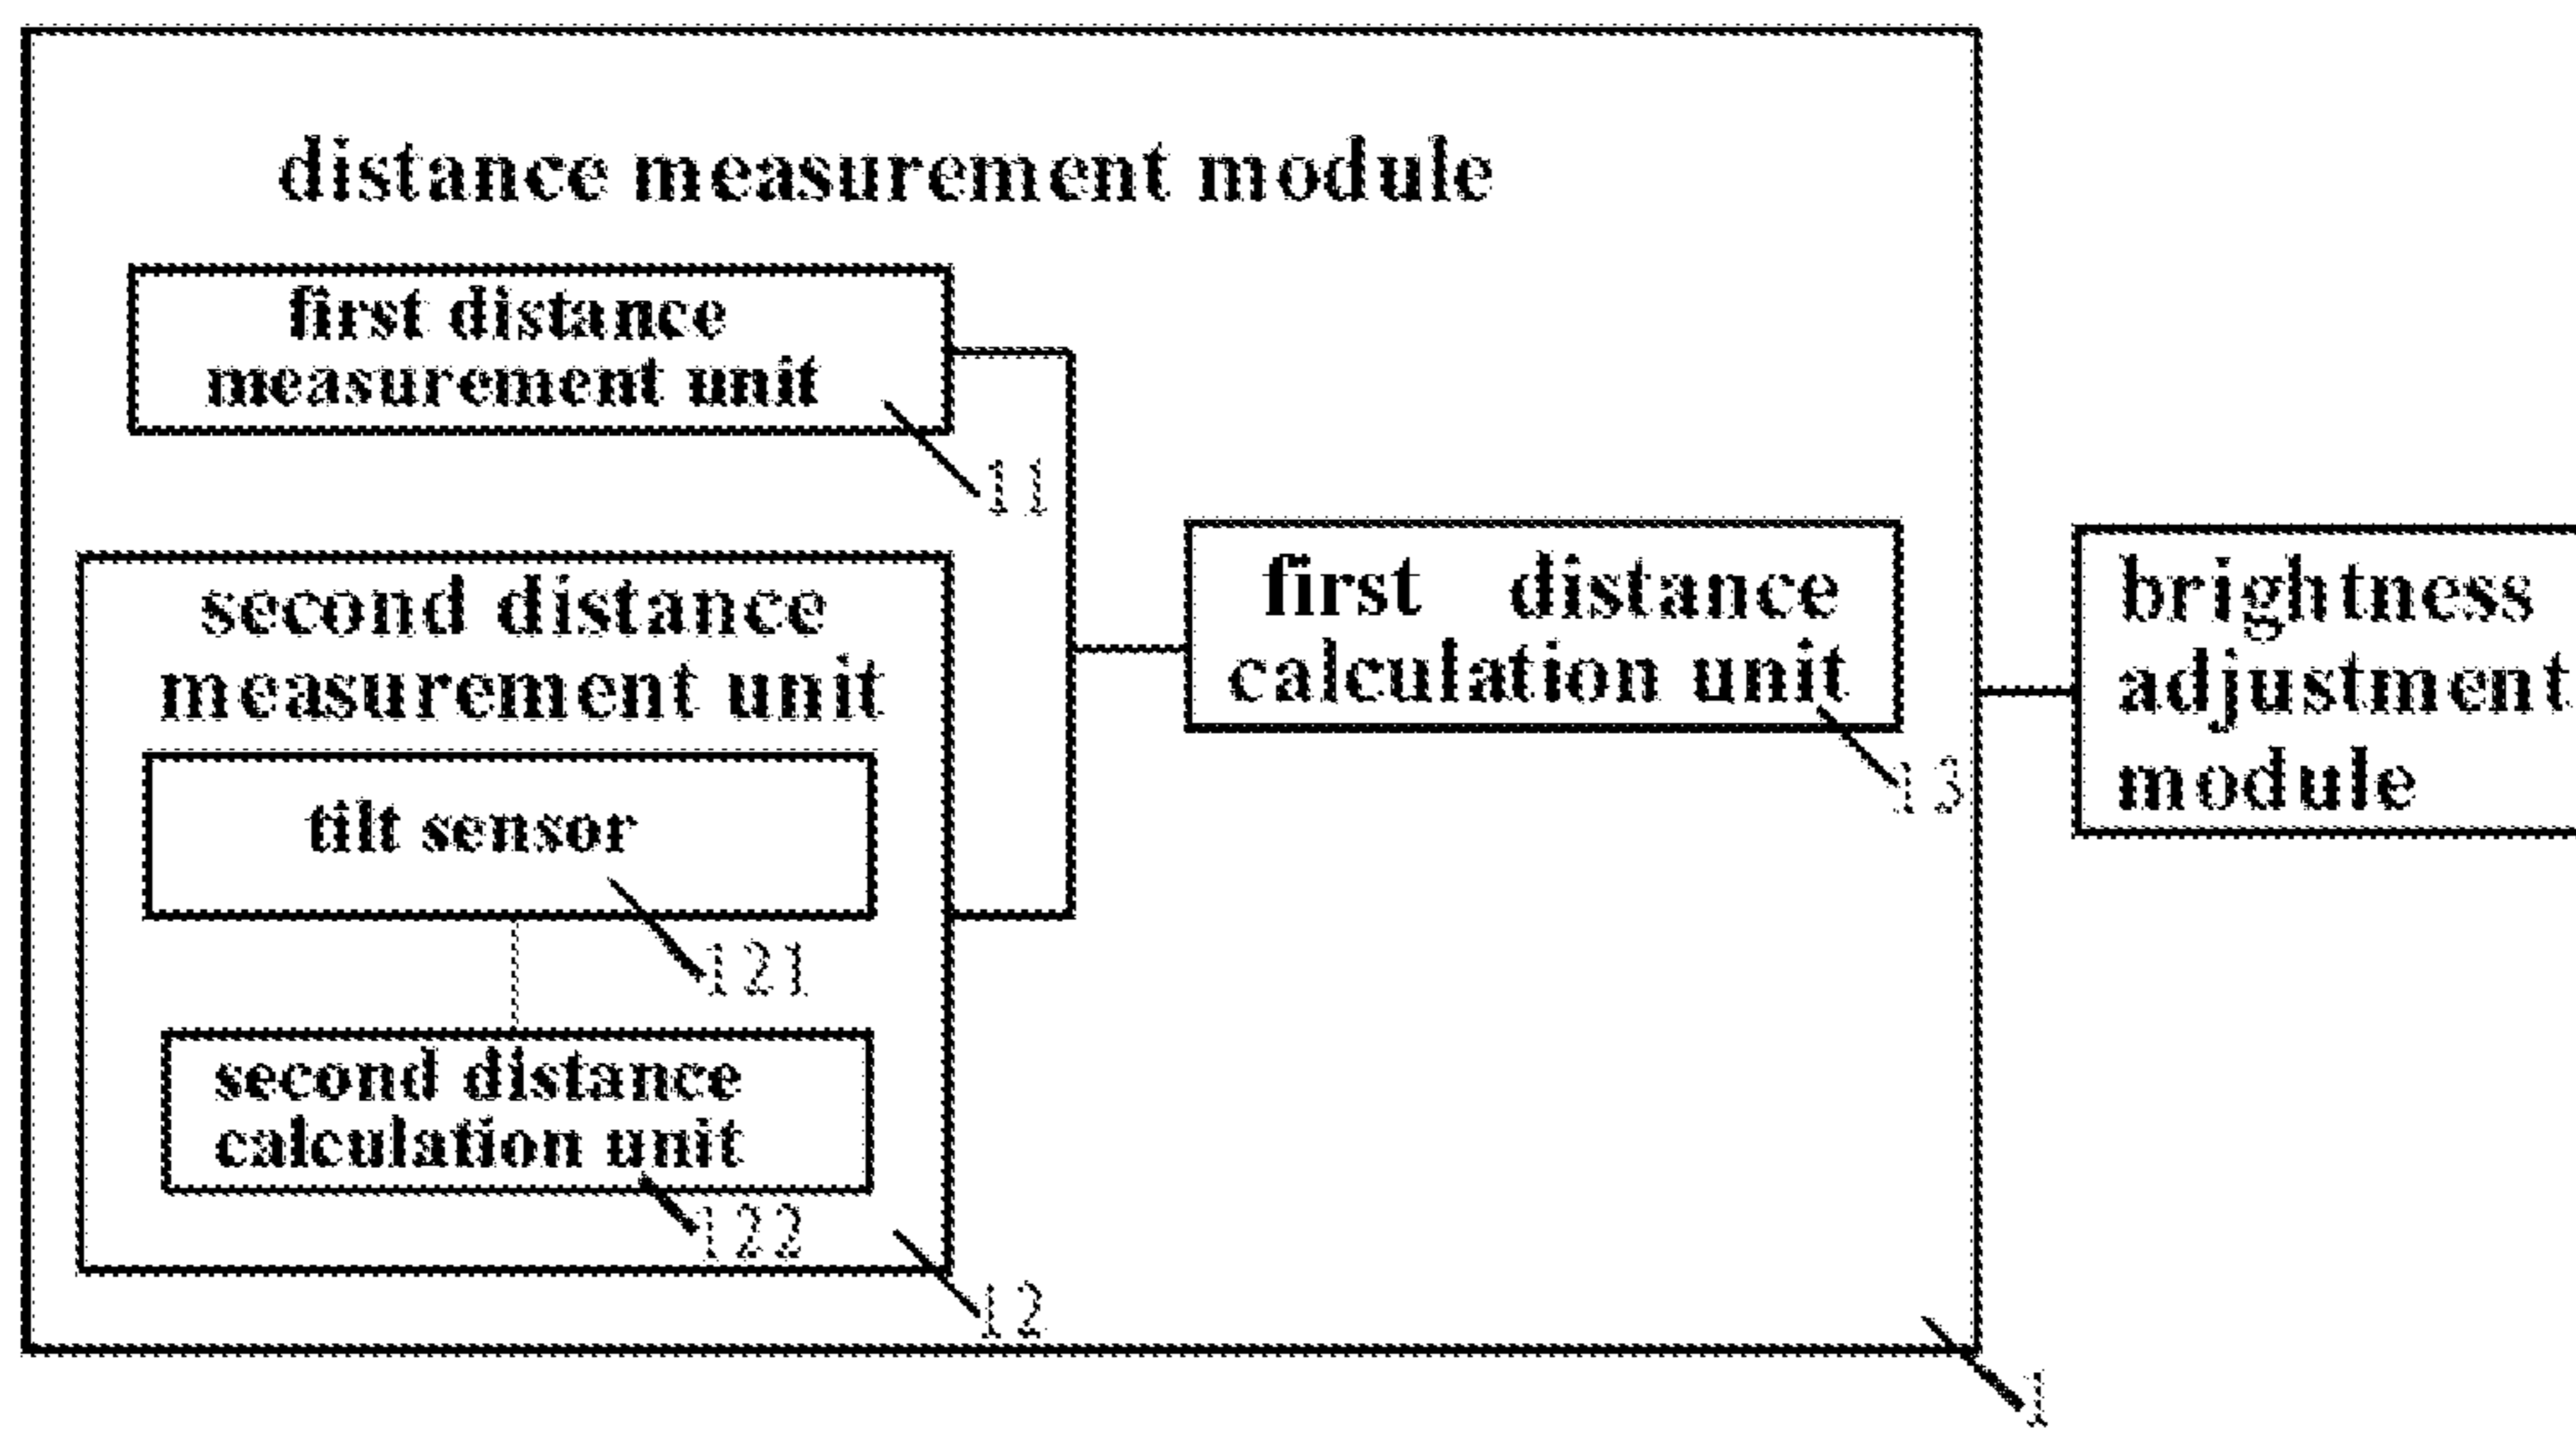 distance measurement module
first distance
measurement unit
11
second distance
measurement unit
tilt sensor
121
second distance
calculation unit
122
12
first distance
calculation unit
13
1
brightness
adjustment
module